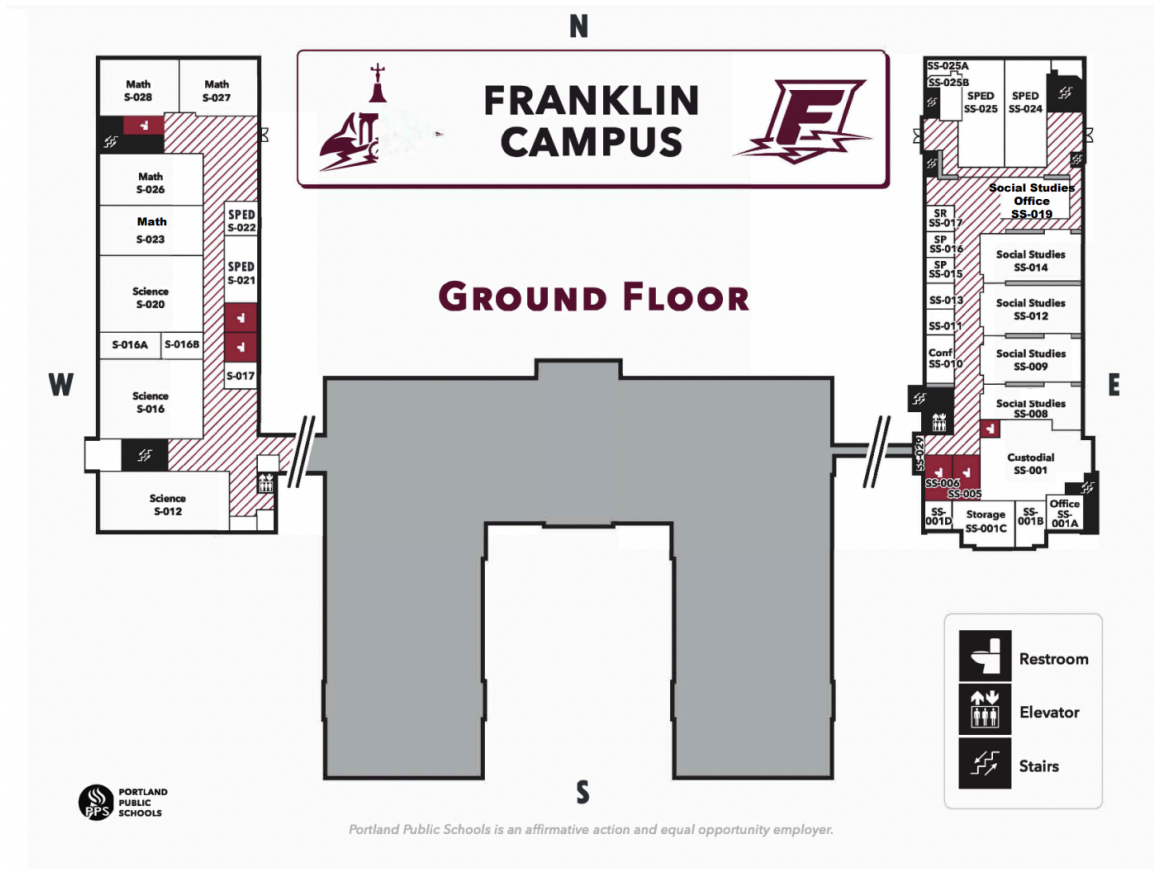 N
FRANKLIN
CAMPUS
GROUND FLOOR
W
E
S
Math
S-028
Math
S-027
Math
S-026
Math
S-023
SPED
S-022
SPED
S-021
Science
S-020
S-016A
S-016B
S-017
Science
S-016
Science
S-012
SS-025A
SS-025B
SPED
SS-025
SPED
SS-024
Social Studies
Office
SS-019
SR
SS-017
SP
SS-016
SP
SS-015
SS-013
SS-011
Conf
SS-010
Social Studies
SS-014
Social Studies
SS-012
Social Studies
SS-009
Social Studies
SS-008
SS-029
Custodial
SS-001
SS-006
SS-005
SS-
001D
Storage
SS-001C
SS-
001B
Office
SS-
001A
Restroom
Elevator
Stairs
PPS
PORTLAND
PUBLIC
SCHOOLS
Portland Public Schools is an affirmative action and equal opportunity employer.